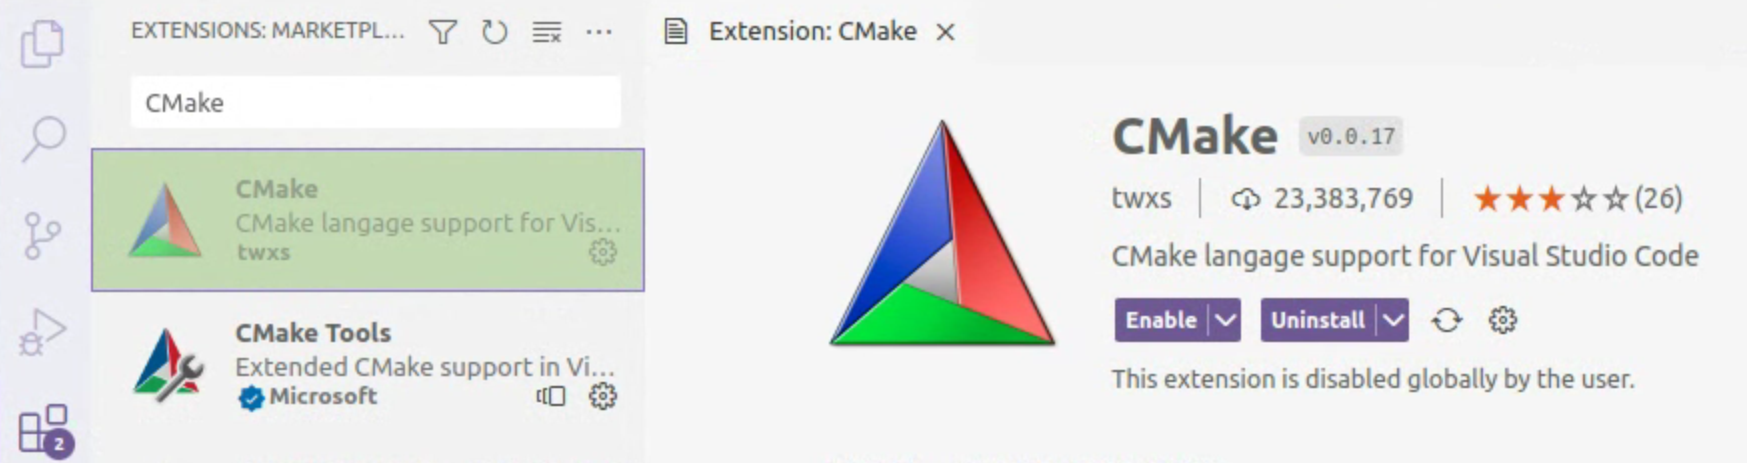 EXTENSIONS: MARKETPL...
CMake
CMake
CMake langage support for Vis...
twxs
CMake Tools
Extended CMake support in Vi...
Microsoft
2
Extension: CMake
CMake v0.0.17
twxs 23,383,769 (26)
CMake langage support for Visual Studio Code
Enable Uninstall
This extension is disabled globally by the user.